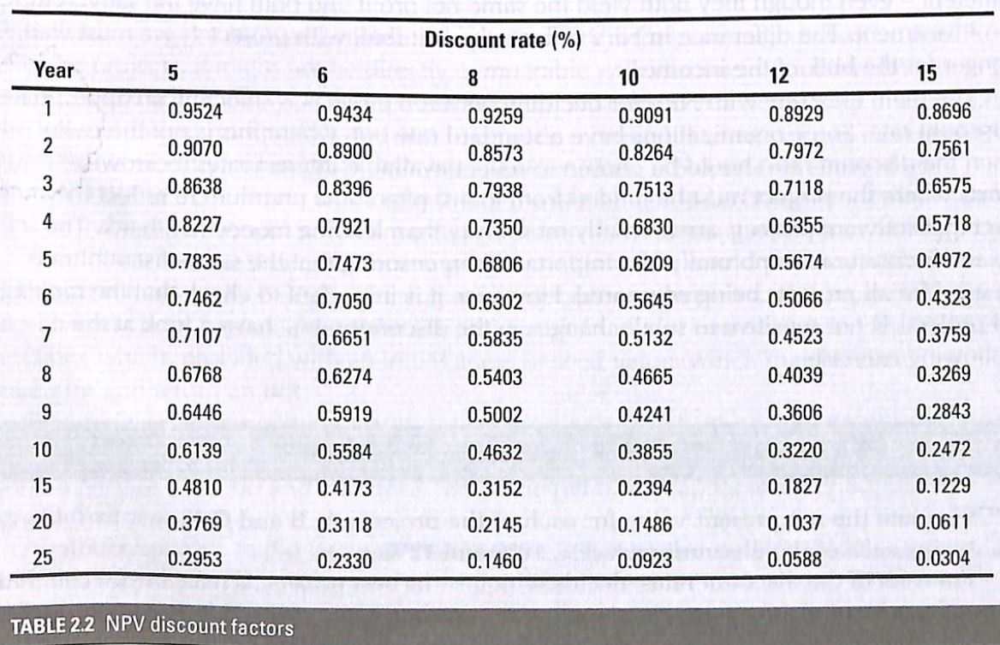 Discount rate (%)
Year 5 6 8 10 12 15
1 0.9524 0.9434 0.9259 0.9091 0.8929 0.8696
2 0.9070 0.8900 0.8573 0.8264 0.7972 0.7561
3 0.8638 0.8396 0.7938 0.7513 0.7118 0.6575
4 0.8227 0.7921 0.7350 0.6830 0.6355 0.5718
5 0.7835 0.7473 0.6806 0.6209 0.5674 0.4972
6 0.7462 0.7050 0.6302 0.5645 0.5066 0.4323
7 0.7107 0.6651 0.5835 0.5132 0.4523 0.3759
8 0.6768 0.6274 0.5403 0.4665 0.4039 0.3269
9 0.6446 0.5919 0.5002 0.4241 0.3606 0.2843
10 0.6139 0.5584 0.4632 0.3855 0.3220 0.2472
15 0.4810 0.4173 0.3152 0.2394 0.1827 0.1229
20 0.3769 0.3118 0.2145 0.1486 0.1037 0.0611
25 0.2953 0.2330 0.1460 0.0923 0.0588 0.0304
TABLE 2.2 NPV discount factors